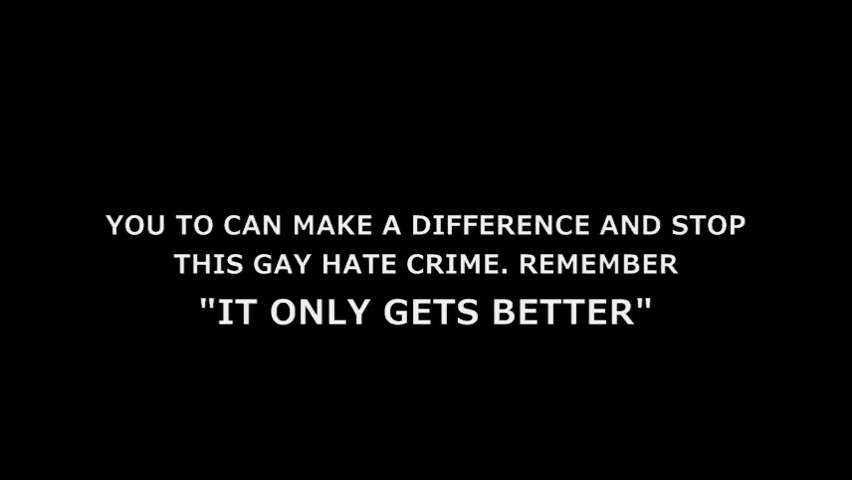 YOU TO CAN MAKE A DIFFERENCE AND STOP
THIS GAY HATE CRIME. REMEMBER
"IT ONLY GETS BETTER"